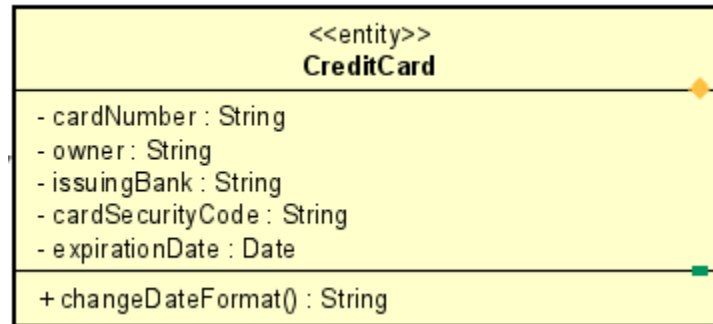 <<entity>>
CreditCard
- cardNumber : String
- owner : String
- issuingBank : String
- cardSecurityCode : String
- expirationDate : Date
+ changeDateFormat() : String